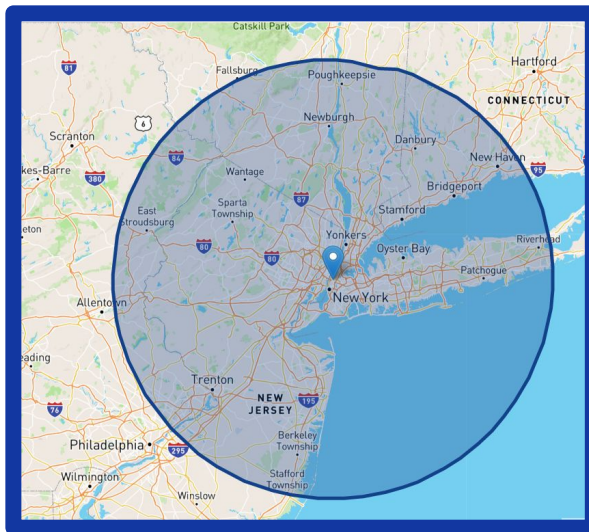 Catskill Park
81
Fallsburg
Poughkeepsie
Hartford
CONNECTICUT
6
Scranton
Newburgh
Danbury
84
New Haven
95
kes-Barre
380
Wantage
87
Bridgeport
East
Stroudsburg
Sparta
Township
Stamford
eton
80
Yonkers
80
Oyster Bay
Riverhead
Patchogue
Allentown
New York
eading
Trenton
76
NEW
JERSEY
195
Philadelphia
295
Berkeley
Township
Wilmington
Stafford
Township
Winslow